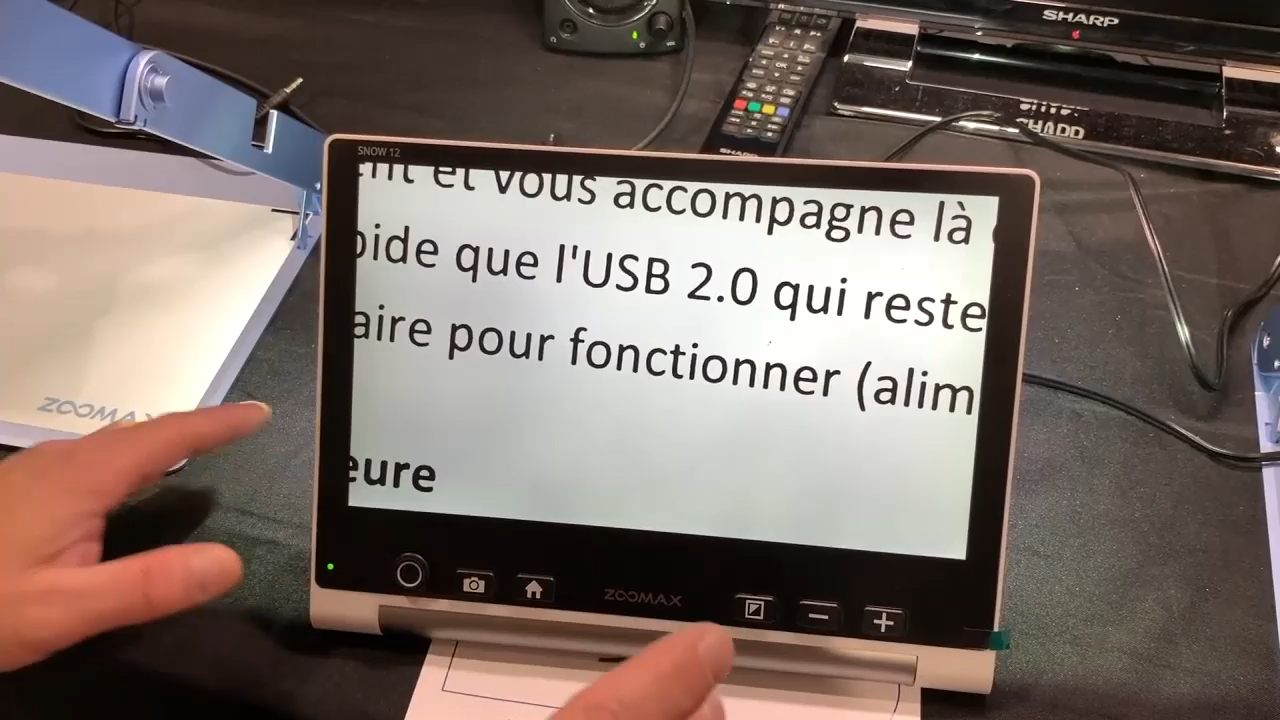 SHARP
SNOW 12
et vous accompagne là
que l'USB 2.0 qui reste
aire pour fonctionner (alim
eure
ZOOMAX
ZOOMAX
SHARP